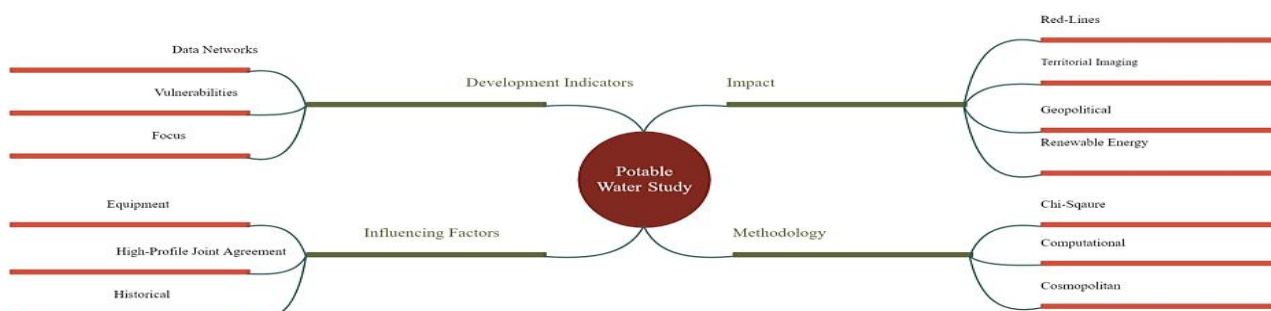 Data Networks
Vulnerabilities
Focus
Development Indicators
Equipment
High-Profile Joint Agreement
Historical
Influencing Factors
Potable
Water Study
Impact
Red-Lines
Territorial Imaging
Geopolitical
Renewable Energy
Methodology
Chi-Sqaure
Computational
Cosmopolitan